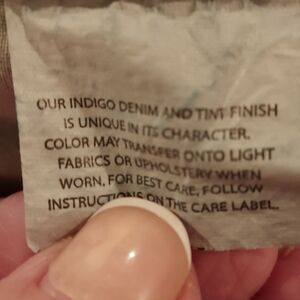 OUR INDIGO DENIM AND TINT FINISH
IS UNIQUE IN ITS CHARACTER.
COLOR MAY TRANSFER ONTO LIGHT
FABRICS OR UPHOLSTERY WHEN
WORN. FOR BEST CARE, FOLLOW
INSTRUCTIONS ON THE CARE LABEL.